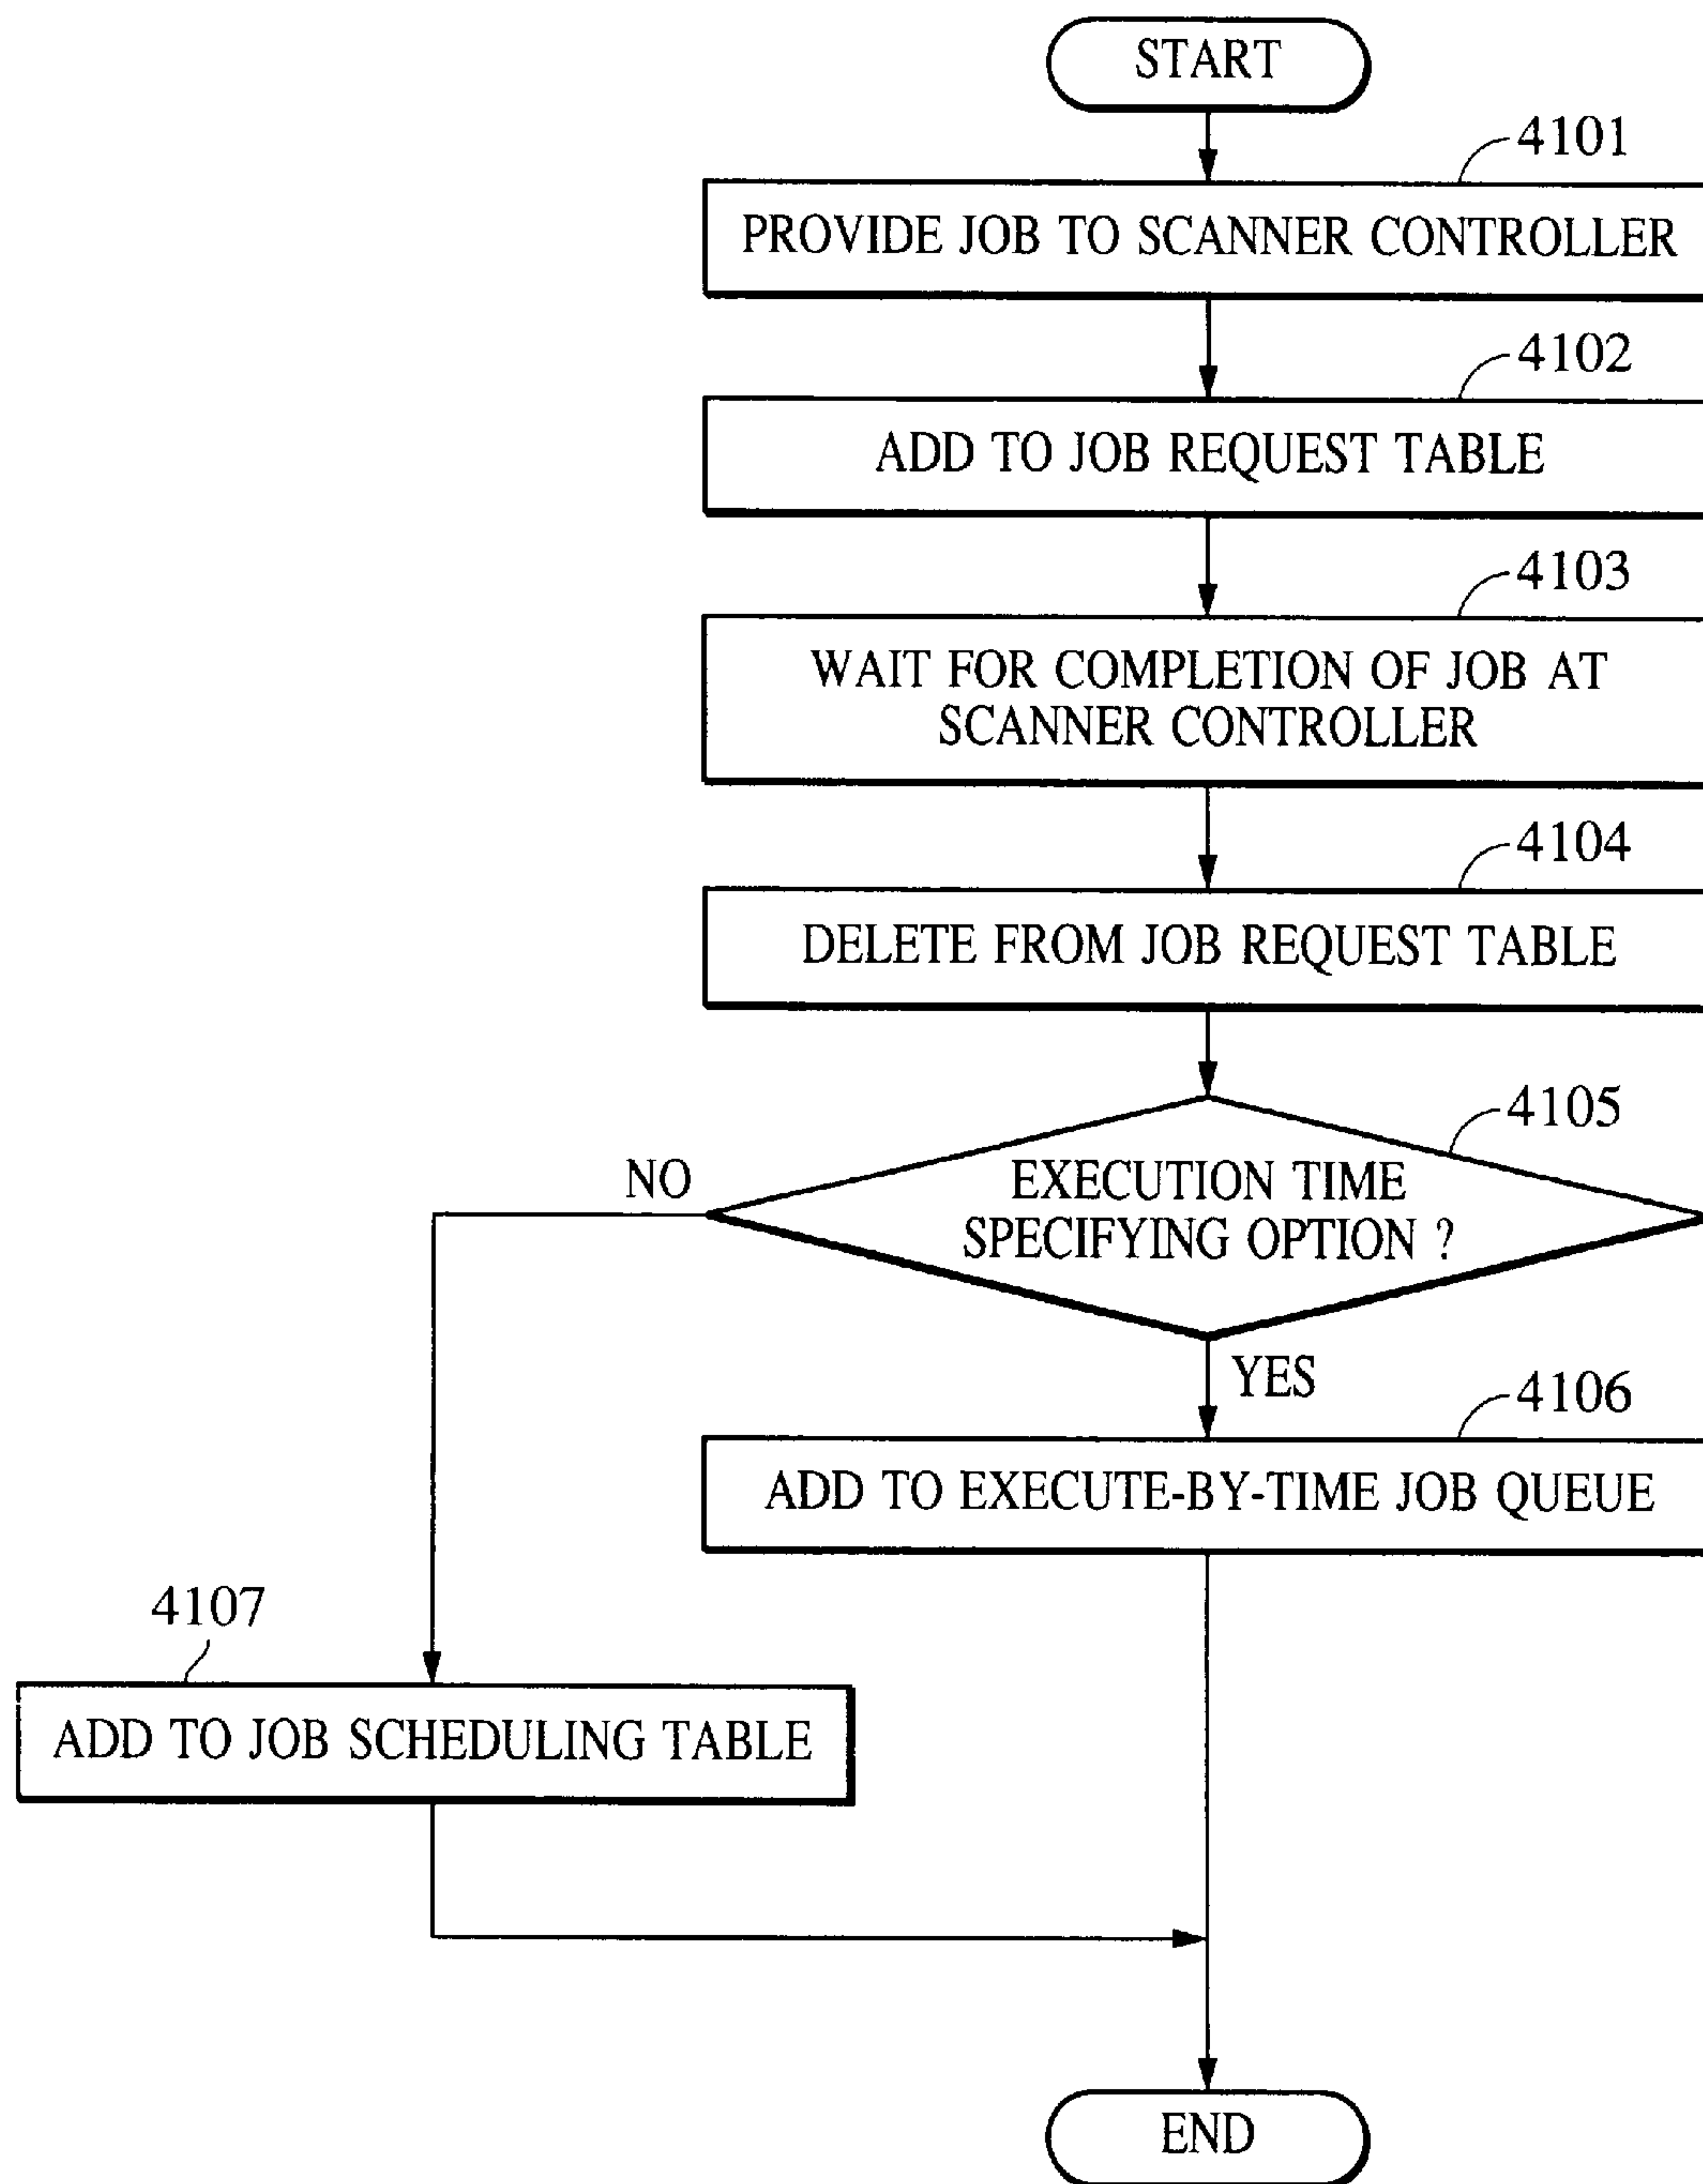 START
4101
PROVIDE JOB TO SCANNER CONTROLLER
4102
ADD TO JOB REQUEST TABLE
4103
WAIT FOR COMPLETION OF JOB AT
SCANNER CONTROLLER
4104
DELETE FROM JOB REQUEST TABLE
4105
NO
EXECUTION TIME
SPECIFYING OPTION ?
YES
4106
ADD TO EXECUTE-BY-TIME JOB QUEUE
4107
ADD TO JOB SCHEDULING TABLE
END